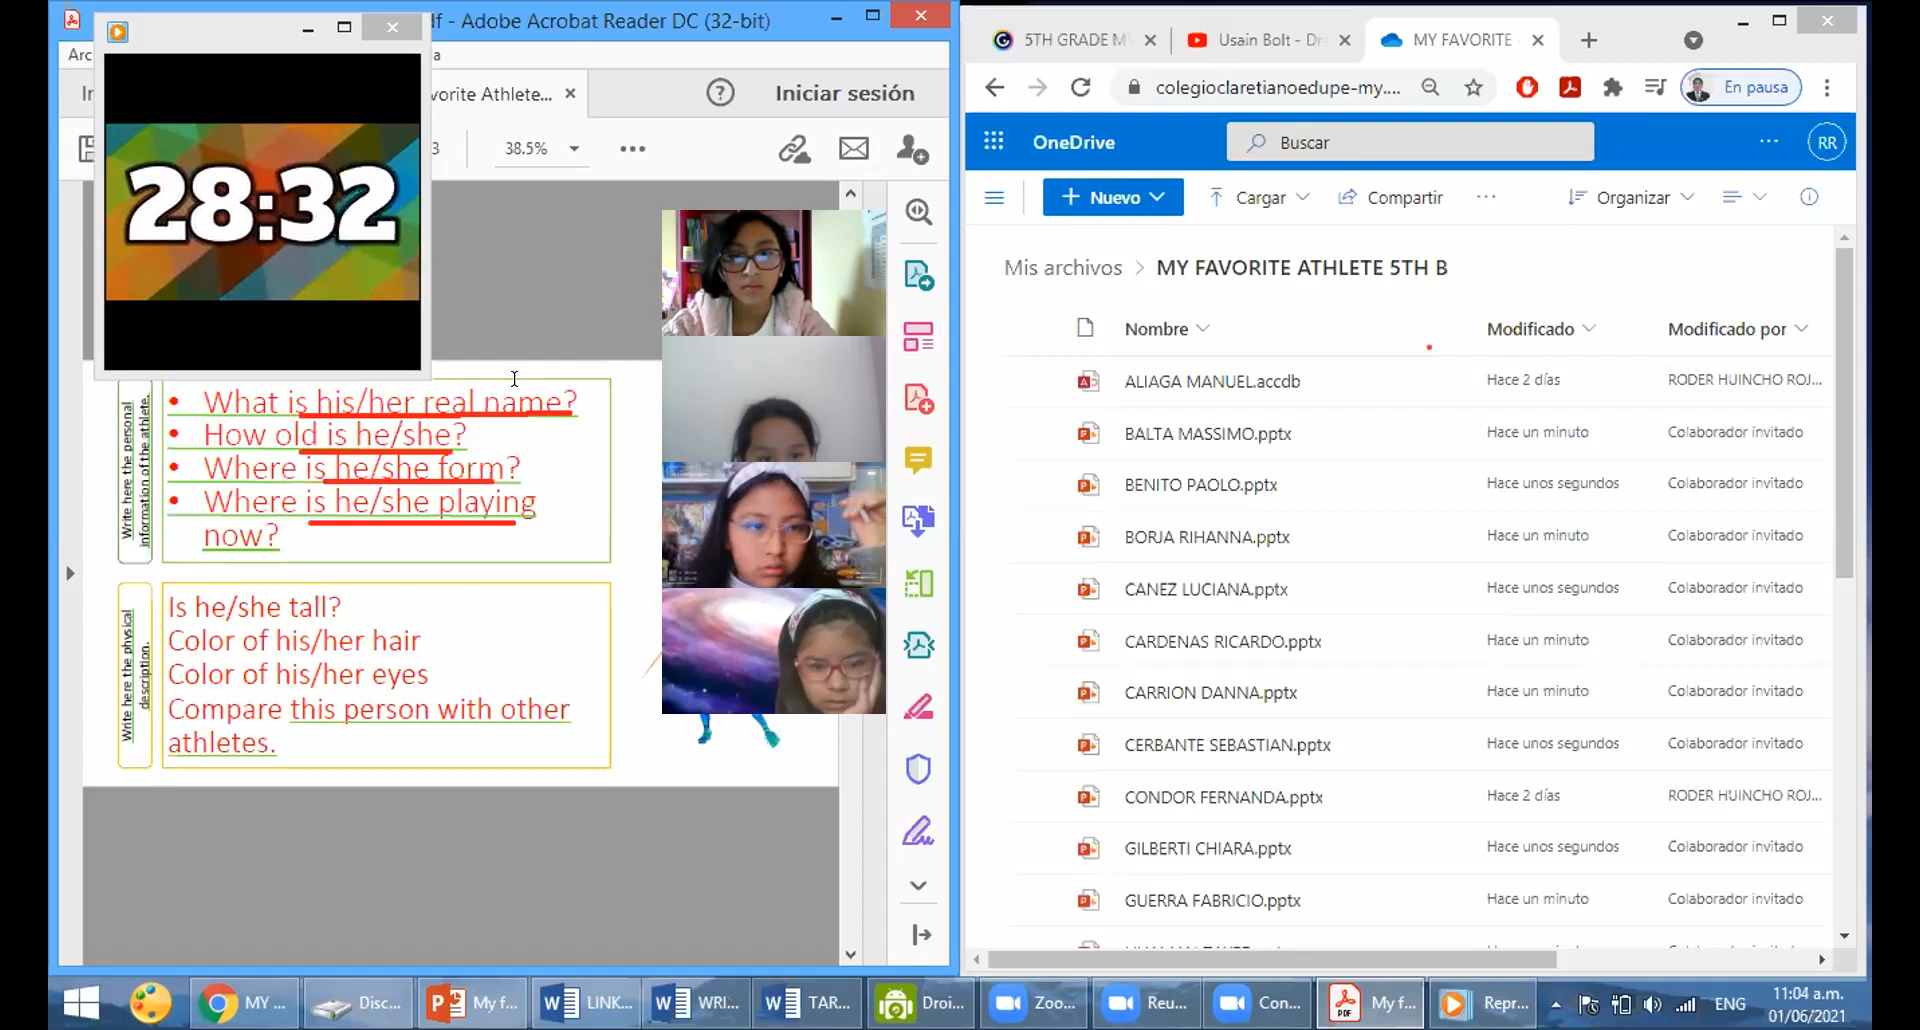 df - Adobe Acrobat Reader DC (32-bit)
28:32
vorite Athlete...
Iniciar sesión
3
38.5%
Write here the personal information of the athlete.
• What is his/her real name?
• How old is he/she?
• Where is he/she form?
• Where is he/she playing
now?
Write here the physical description.
Is he/she tall?
Color of his/her hair
Color of his/her eyes
Compare this person with other
athletes.
5TH GRADE M
Usain Bolt - Dr
MY FAVORITE
colegioclaretianoedupe-my....
En pausa
OneDrive
Buscar
RR
Nuevo
Cargar
Compartir
Organizar
Mis archivos > MY FAVORITE ATHLETE 5TH B
Nombre Modificado Modificado por
ALIAGA MANUEL.accdb Hace 2 días RODER HUINCHO ROJ...
BALTA MASSIMO.pptx Hace un minuto Colaborador invitado
BENITO PAOLO.pptx Hace unos segundos Colaborador invitado
BORJA RIHANNA.pptx Hace un minuto Colaborador invitado
CANEZ LUCIANA.pptx Hace unos segundos Colaborador invitado
CARDENAS RICARDO.pptx Hace un minuto Colaborador invitado
CARRION DANNA.pptx Hace un minuto Colaborador invitado
CERBANTE SEBASTIAN.pptx Hace unos segundos Colaborador invitado
CONDOR FERNANDA.pptx Hace 2 días RODER HUINCHO ROJ...
GILBERTI CHIARA.pptx Hace unos segundos Colaborador invitado
GUERRA FABRICIO.pptx Hace un minuto Colaborador invitado
MY ...
Disc...
My f...
LINK...
WRI...
TAR...
Droi...
Zoo...
Reu...
Con...
My f...
Repr...
ENG
11:04 a.m.
01/06/2021